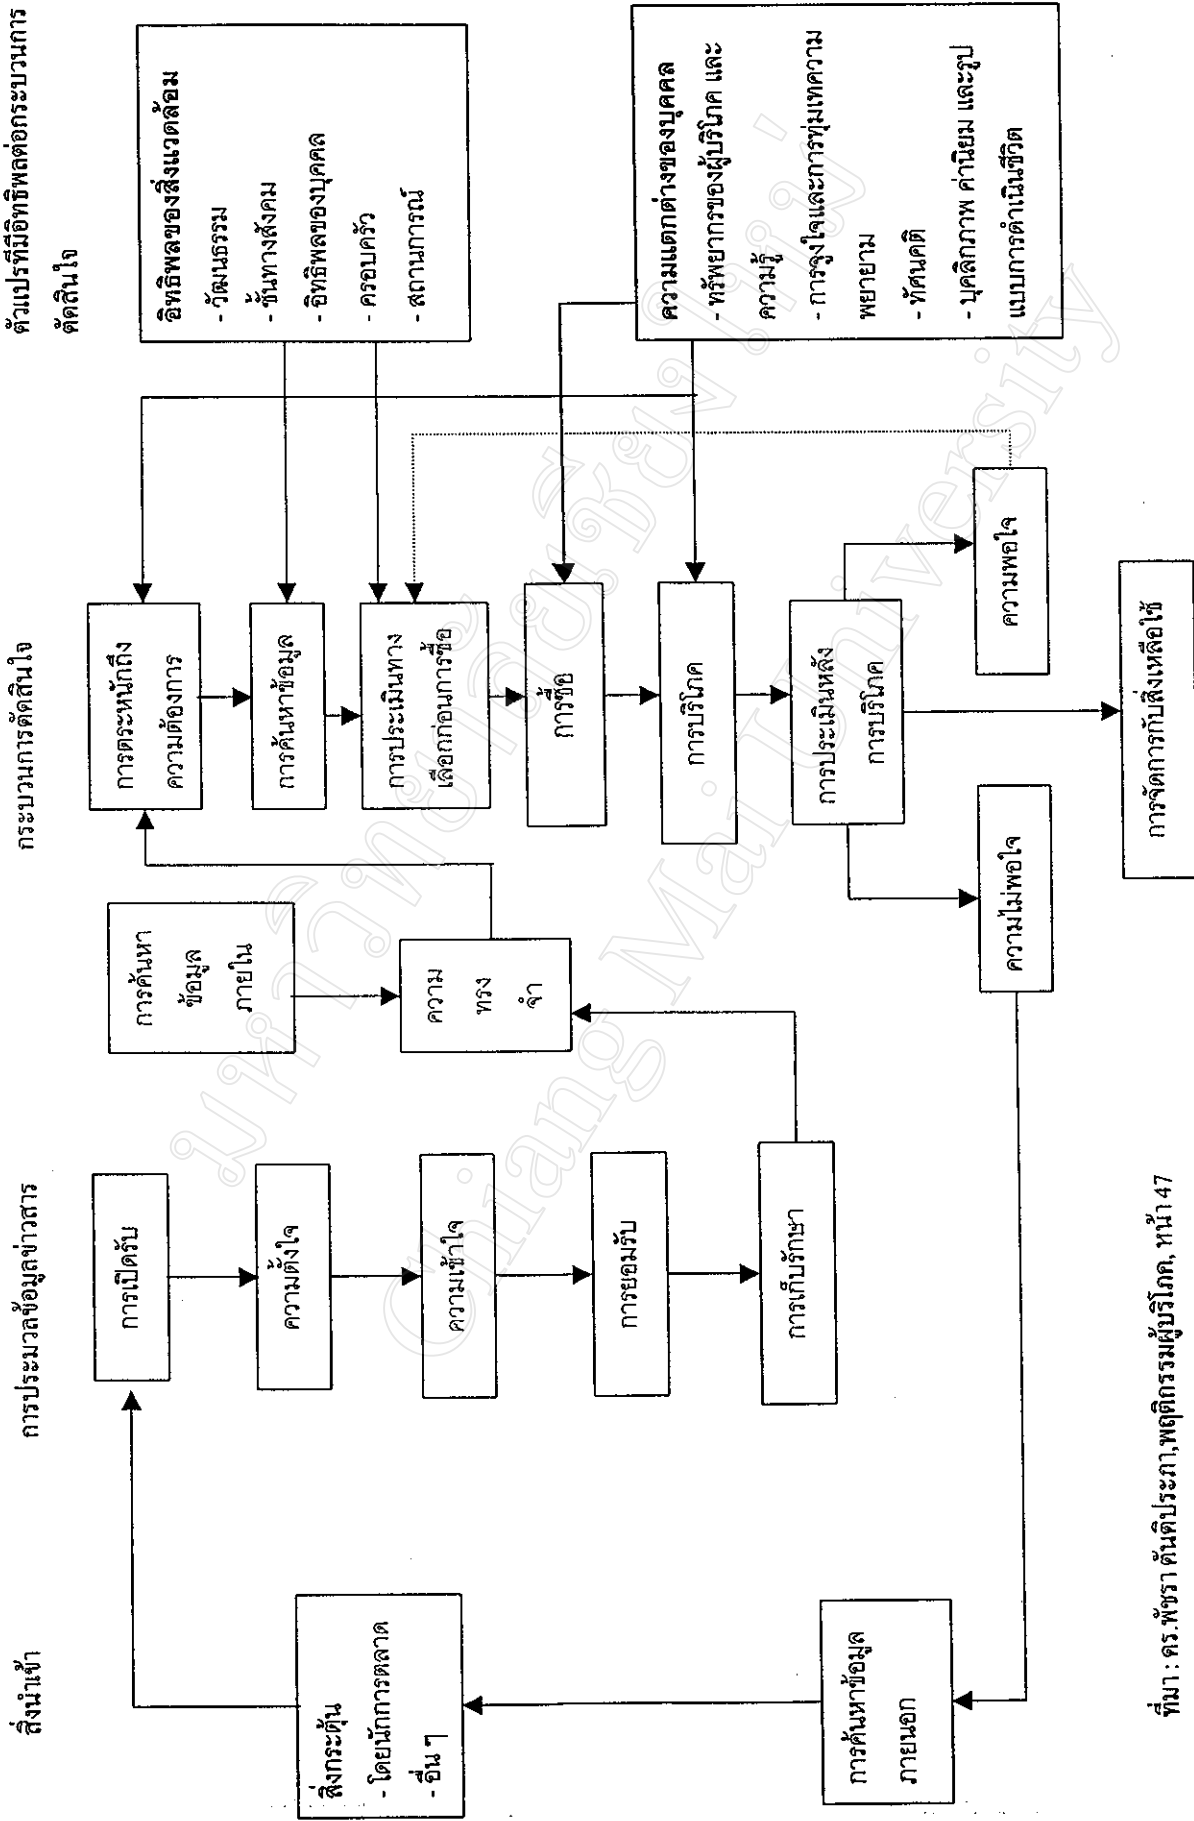 สิ่งนำเข้า
การประมวลข้อมูลข่าวสาร
กระบวนการตัดสินใจ
ตัวแปรที่มีอิทธิพลต่อกระบวนการ
ตัดสินใจ
สิ่งกระตุ้น
- โดยนักการตลาด
- อื่น ๆ
การค้นหาข้อมูล
ภายนอก
การเปิดรับ
ความตั้งใจ
ความเข้าใจ
การยอมรับ
การเก็บรักษา
การค้นหา
ข้อมูล
ภายใน
ความ
ทรง
จำ
การตระหนักถึง
ความต้องการ
การค้นหาข้อมูล
การประเมินทาง
เลือกก่อนการซื้อ
การซื้อ
การบริโภค
การประเมินหลัง
การบริโภค
ความไม่พอใจ
ความพอใจ
การจัดการกับสิ่งเหลือใช้
อิทธิพลของสิ่งแวดล้อม
- วัฒนธรรม
- ชั้นทางสังคม
- อิทธิพลของบุคคล
- ครอบครัว
- สถานการณ์
ความแตกต่างของบุคคล
- ทรัพยากรของผู้บริโภค และ
ความรู้
- การจูงใจและการทุ่มเทความ
พยายาม
- ทัศนคติ
- บุคลิกภาพ ค่านิยม และรูป
แบบการดำเนินชีวิต
ที่มา : ดร.พัชรา ตันติประภา,พฤติกรรมผู้บริโภค, หน้า 47
มหาวิทยาลัยเชียงใหม่
Chiang Mai University